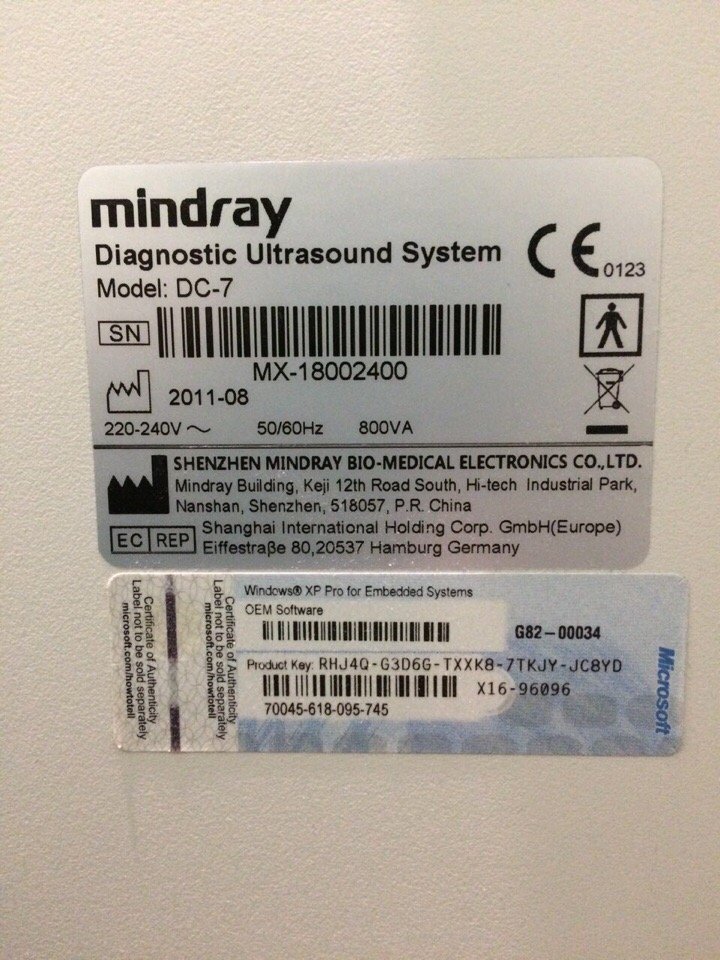 mindray
Diagnostic Ultrasound System
CE 0123
Model: DC-7
SN
MX-18002400
2011-08
220-240V ~ 50/60Hz 800VA
SHENZHEN MINDRAY BIO-MEDICAL ELECTRONICS CO.,LTD.
Mindray Building, Keji 12th Road South, Hi-tech Industrial Park,
Nanshan, Shenzhen, 518057, P.R. China
EC REP
Shanghai International Holding Corp. GmbH(Europe)
Eiffestraβe 80,20537 Hamburg Germany
Certificate of Authenticity
Label not to be sold separately
microsoft.com/howtotell
Certificate of Authenticity
Label not to be sold separately
microsoft.com/howtotell
Windows® XP Pro for Embedded Systems
OEM Software
G82-00034
Product Key: RHJ4Q-G3D6G-TXXK8-7TKJY-JC8YD
X16-96096
70045-618-095-745
Microsoft